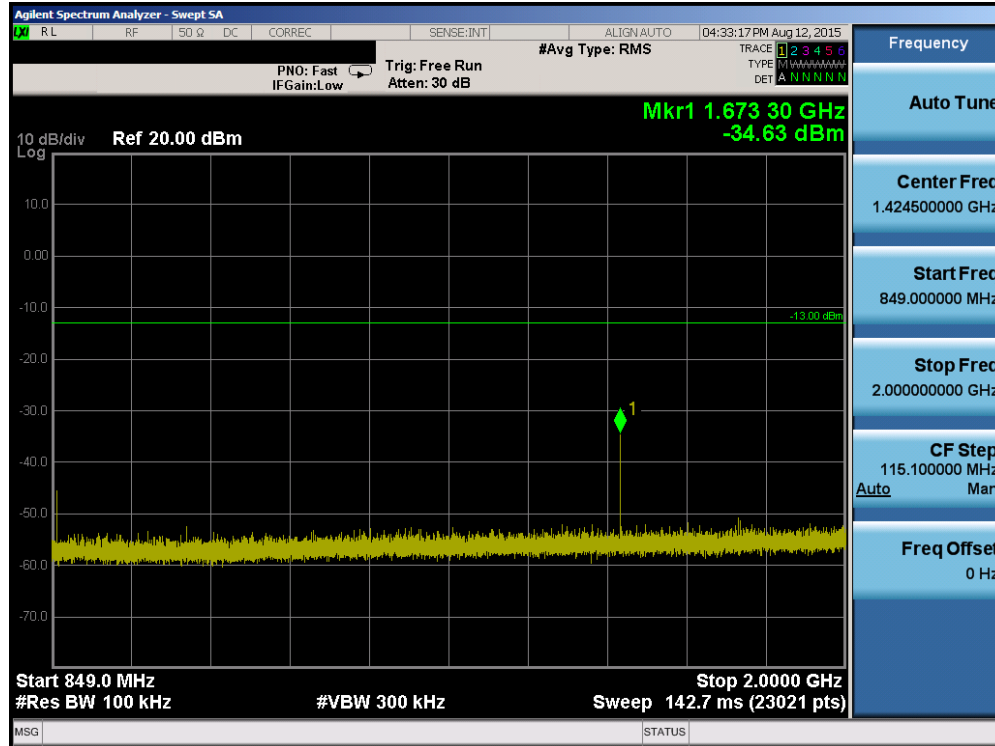 Agilent Spectrum Analyzer - Swept SA
LXI RL RF 50 Ω DC CORREC SENSE:INT ALIGN AUTO 04:33:17 PM Aug 12, 2015
#Avg Type: RMS TRACE 1 2 3 4 5 6
PNO: Fast Trig: Free Run TYPE M
IFGain:Low Atten: 30 dB DET A N N N N N
Mkr1 1.673 30 GHz
-34.63 dBm
10 dB/div Ref 20.00 dBm
Log
10.0
0.00
-10.0
-13.00 dBm
-20.0
-30.0
1
-40.0
-50.0
-60.0
-70.0
Start 849.0 MHz Stop 2.0000 GHz
#Res BW 100 kHz #VBW 300 kHz Sweep 142.7 ms (23021 pts)
MSG STATUS
Frequency
Auto Tune
Center Freq
1.424500000 GHz
Start Freq
849.000000 MHz
Stop Freq
2.000000000 GHz
CF Step
115.100000 MHz
Auto Man
Freq Offset
0 Hz